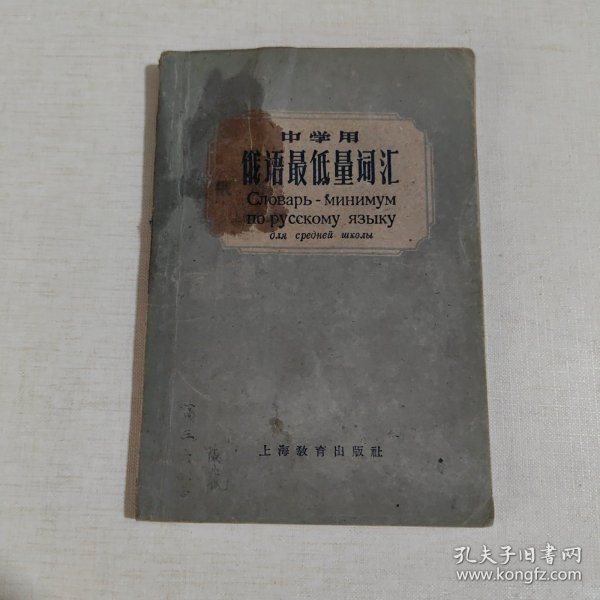 中学用
俄语最低量词汇
Словарь-минимум
по русскому языку
для средней школы
上海教育出版社
孔夫子旧书网
www.kongfz.com